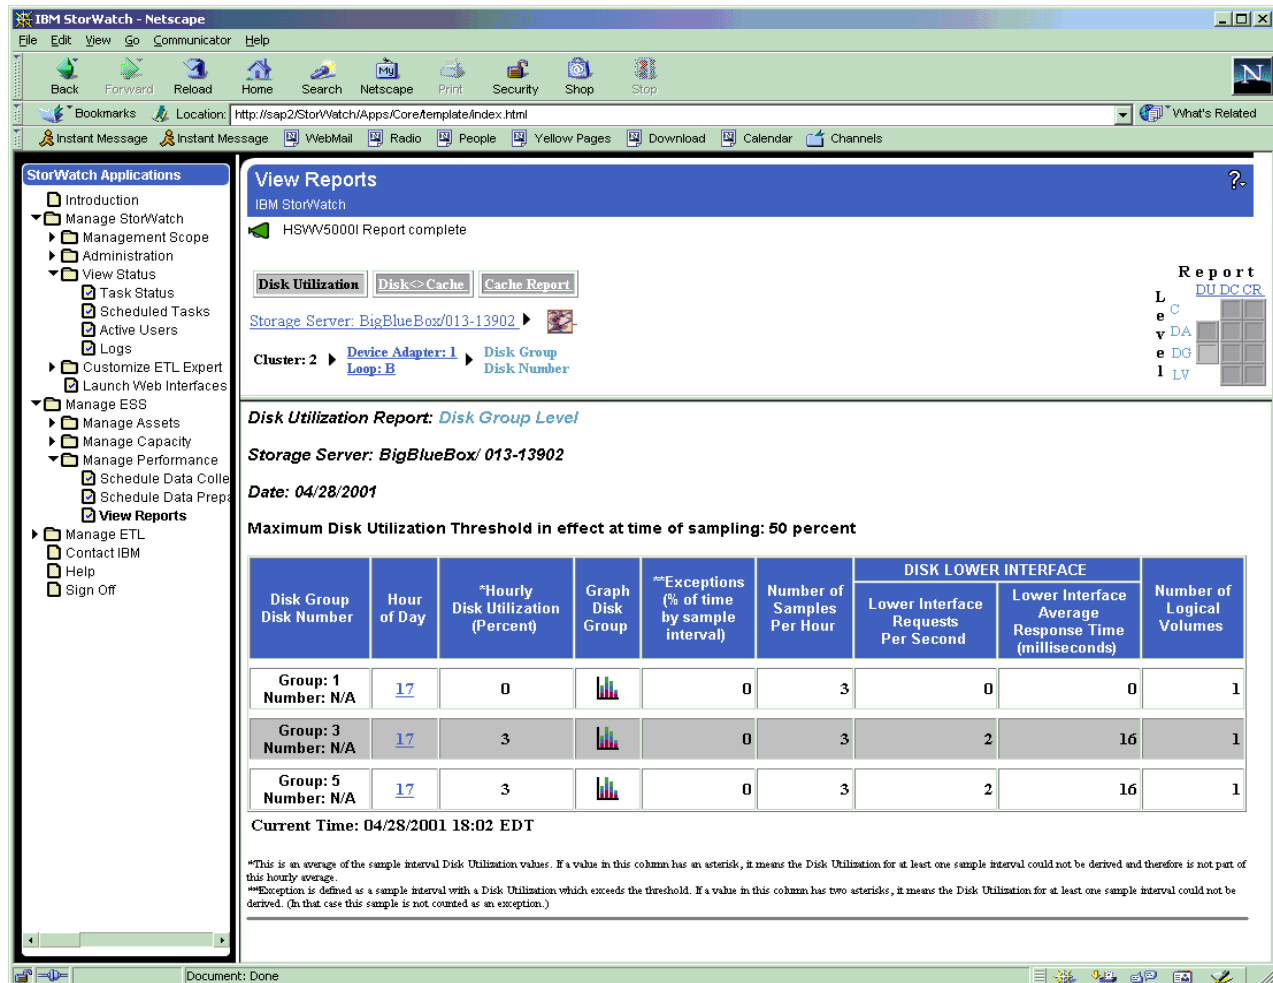 IBM StorWatch - Netscape
File Edit View Go Communicator Help
Back Forward Reload Home Search Netscape Print Security Shop Stop
Bookmarks Location: http://sap2/StorWatch/Apps/Core/template/index.html What's Related
Instant Message Instant Message WebMail Radio People Yellow Pages Download Calendar Channels
StorWatch Applications
Introduction
Manage StorWatch
Management Scope
Administration
View Status
Task Status
Scheduled Tasks
Active Users
Logs
Customize ETL Expert
Launch Web Interfaces
Manage ESS
Manage Assets
Manage Capacity
Manage Performance
Schedule Data Colle
Schedule Data Prepa
View Reports
Manage ETL
Contact IBM
Help
Sign Off
View Reports
IBM StorWatch
HSWV5000I Report complete
Disk Utilization Disk<>Cache Cache Report
Storage Server: BigBlueBox/013-13902
Cluster: 2 Device Adapter: 1 Disk Group
Loop: B Disk Number
Report
DU DC CR
Level
C
DA
DG
LV
Disk Utilization Report: Disk Group Level
Storage Server: BigBlueBox/ 013-13902
Date: 04/28/2001
Maximum Disk Utilization Threshold in effect at time of sampling: 50 percent
Disk Group
Disk Number
Hour
of Day
*Hourly
Disk Utilization
(Percent)
Graph
Disk
Group
**Exceptions
(% of time
by sample
interval)
Number of
Samples
Per Hour
DISK LOWER INTERFACE
Lower Interface
Requests
Per Second
Lower Interface
Average
Response Time
(milliseconds)
Number of
Logical
Volumes
Group: 1
Number: N/A
17 0 0 3 0 0 1
Group: 3
Number: N/A
17 3 0 3 2 16 1
Group: 5
Number: N/A
17 3 0 3 2 16 1
Current Time: 04/28/2001 18:02 EDT
*This is an average of the sample interval Disk Utilization values. If a value in this column has an asterisk, it means the Disk Utilization for at least one sample interval could not be derived and therefore is not part of
this hourly average.
**Exception is defined as a sample interval with a Disk Utilization which exceeds the threshold. If a value in this column has two asterisks, it means the Disk Utilization for at least one sample interval could not be
derived. (In that case this sample is not counted as an exception.)
Document: Done